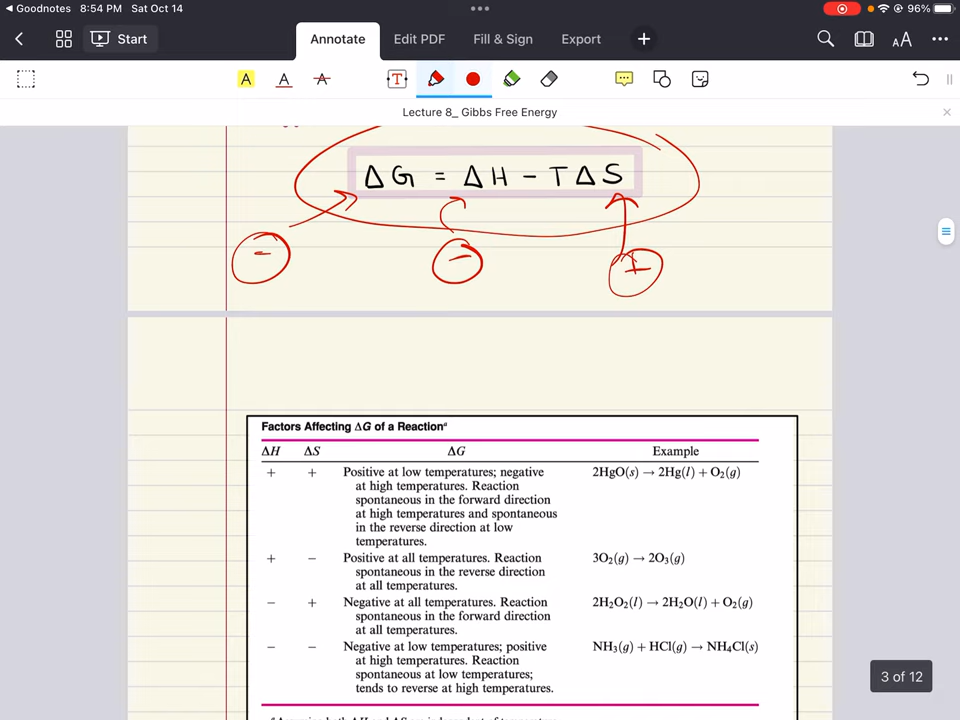 Goodnotes 8:54 PM Sat Oct 14 96%
Start Annotate Edit PDF Fill & Sign Export
Lecture 8_ Gibbs Free Energy
ΔG = ΔH - TΔS
- - +
Factors Affecting ΔG of a Reactionᵃ
ΔH ΔS ΔG Example
+ + Positive at low temperatures; negative 2HgO(s) → 2Hg(l) + O₂(g)
at high temperatures. Reaction
spontaneous in the forward direction
at high temperatures and spontaneous
in the reverse direction at low
temperatures.
+ − Positive at all temperatures. Reaction 3O₂(g) → 2O₃(g)
spontaneous in the reverse direction
at all temperatures.
− + Negative at all temperatures. Reaction 2H₂O₂(l) → 2H₂O(l) + O₂(g)
spontaneous in the forward direction
at all temperatures.
− − Negative at low temperatures; positive NH₃(g) + HCl(g) → NH₄Cl(s)
at high temperatures. Reaction
spontaneous at low temperatures;
tends to reverse at high temperatures.
3 of 12